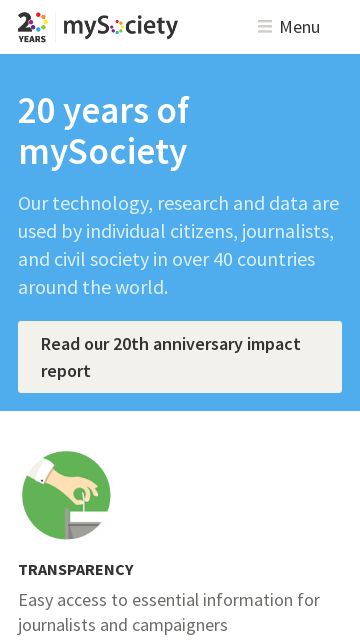 20 YEARS mySociety
Menu
20 years of
mySociety
Our technology, research and data are
used by individual citizens, journalists,
and civil society in over 40 countries
around the world.
Read our 20th anniversary impact
report
TRANSPARENCY
Easy access to essential information for
journalists and campaigners